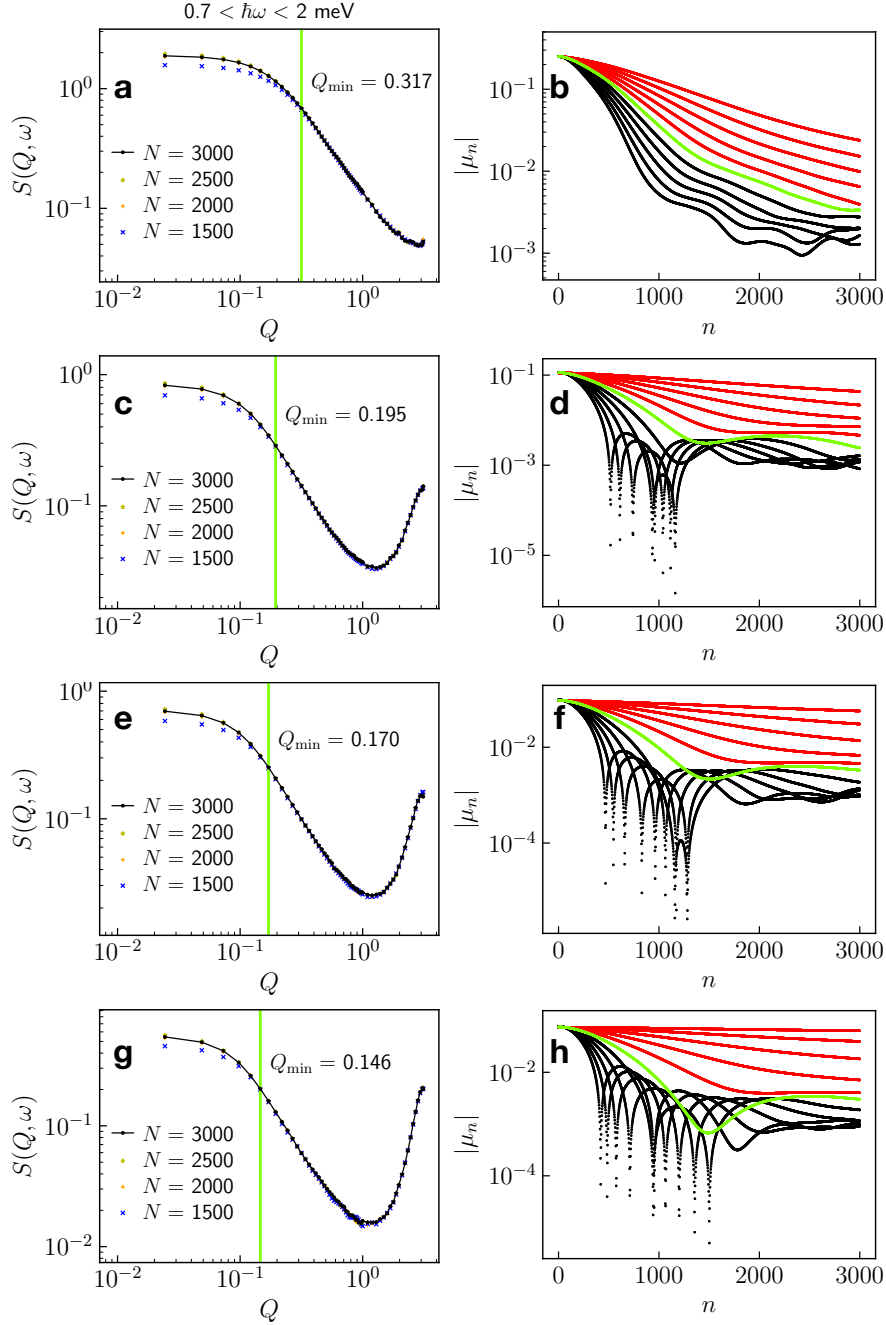 0.7 < ħω < 2 meV
a
Q_min = 0.317
N = 3000
N = 2500
N = 2000
N = 1500
S(Q, ω)
10^0
10^−1
10^−2 10^−1 10^0
Q
b
|μ_n|
10^−1
10^−2
10^−3
0 1000 2000 3000
n
c
Q_min = 0.195
N = 3000
N = 2500
N = 2000
N = 1500
S(Q, ω)
10^0
10^−1
10^−2 10^−1 10^0
Q
d
|μ_n|
10^−1
10^−3
10^−5
0 1000 2000 3000
n
e
Q_min = 0.170
N = 3000
N = 2500
N = 2000
N = 1500
S(Q, ω)
10^0
10^−1
10^−2 10^−1 10^0
Q
f
|μ_n|
10^−2
10^−4
0 1000 2000 3000
n
g
Q_min = 0.146
N = 3000
N = 2500
N = 2000
N = 1500
S(Q, ω)
10^−1
10^−2
10^−2 10^−1 10^0
Q
h
|μ_n|
10^−2
10^−4
0 1000 2000 3000
n